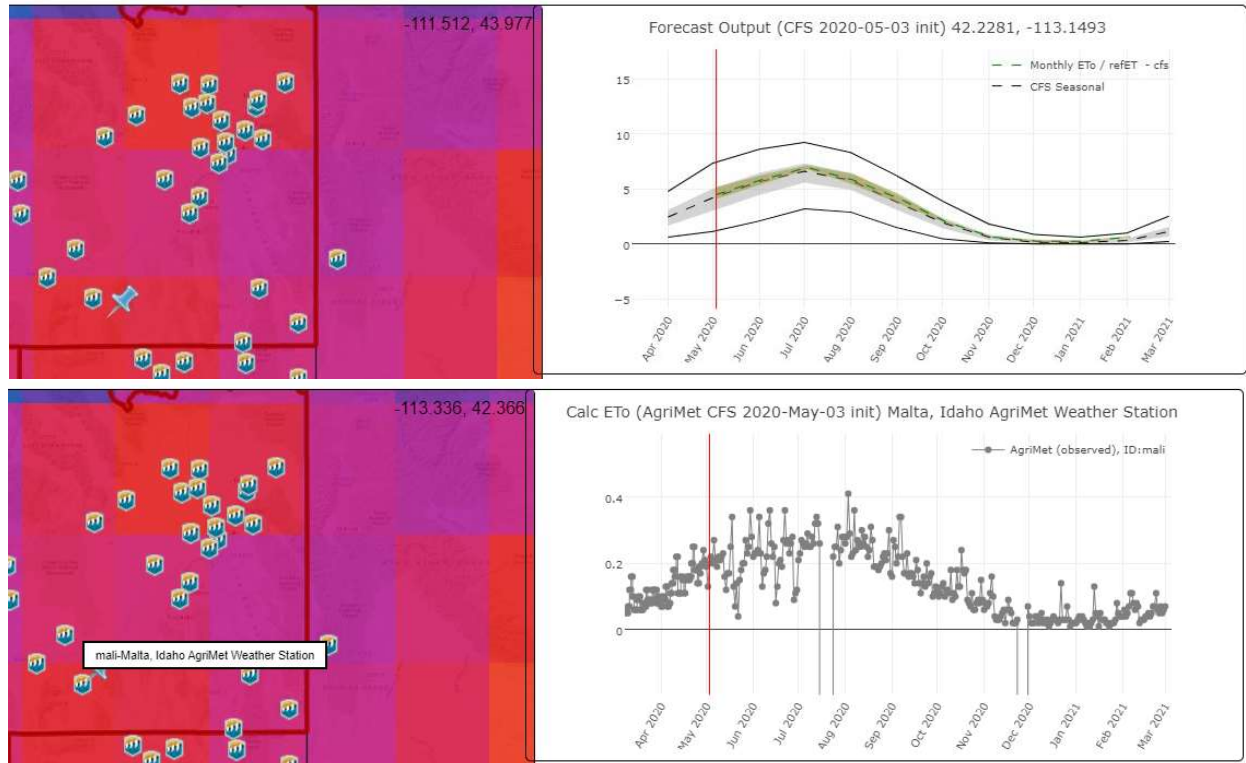 -111.512, 43.977
Forecast Output (CFS 2020-05-03 init) 42.2281, -113.1493
Monthly ETo / refET - cfs
CFS Seasonal
15
10
5
0
−5
Apr 2020
May 2020
Jun 2020
Jul 2020
Aug 2020
Sep 2020
Oct 2020
Nov 2020
Dec 2020
Jan 2021
Feb 2021
Mar 2021
-113.336, 42.366
Calc ETo (AgriMet CFS 2020-May-03 init) Malta, Idaho AgriMet Weather Station
AgriMet (observed), ID:mali
0.4
0.2
0
mali-Malta, Idaho AgriMet Weather Station
Apr 2020
May 2020
Jun 2020
Jul 2020
Aug 2020
Sep 2020
Oct 2020
Nov 2020
Dec 2020
Jan 2021
Feb 2021
Mar 2021